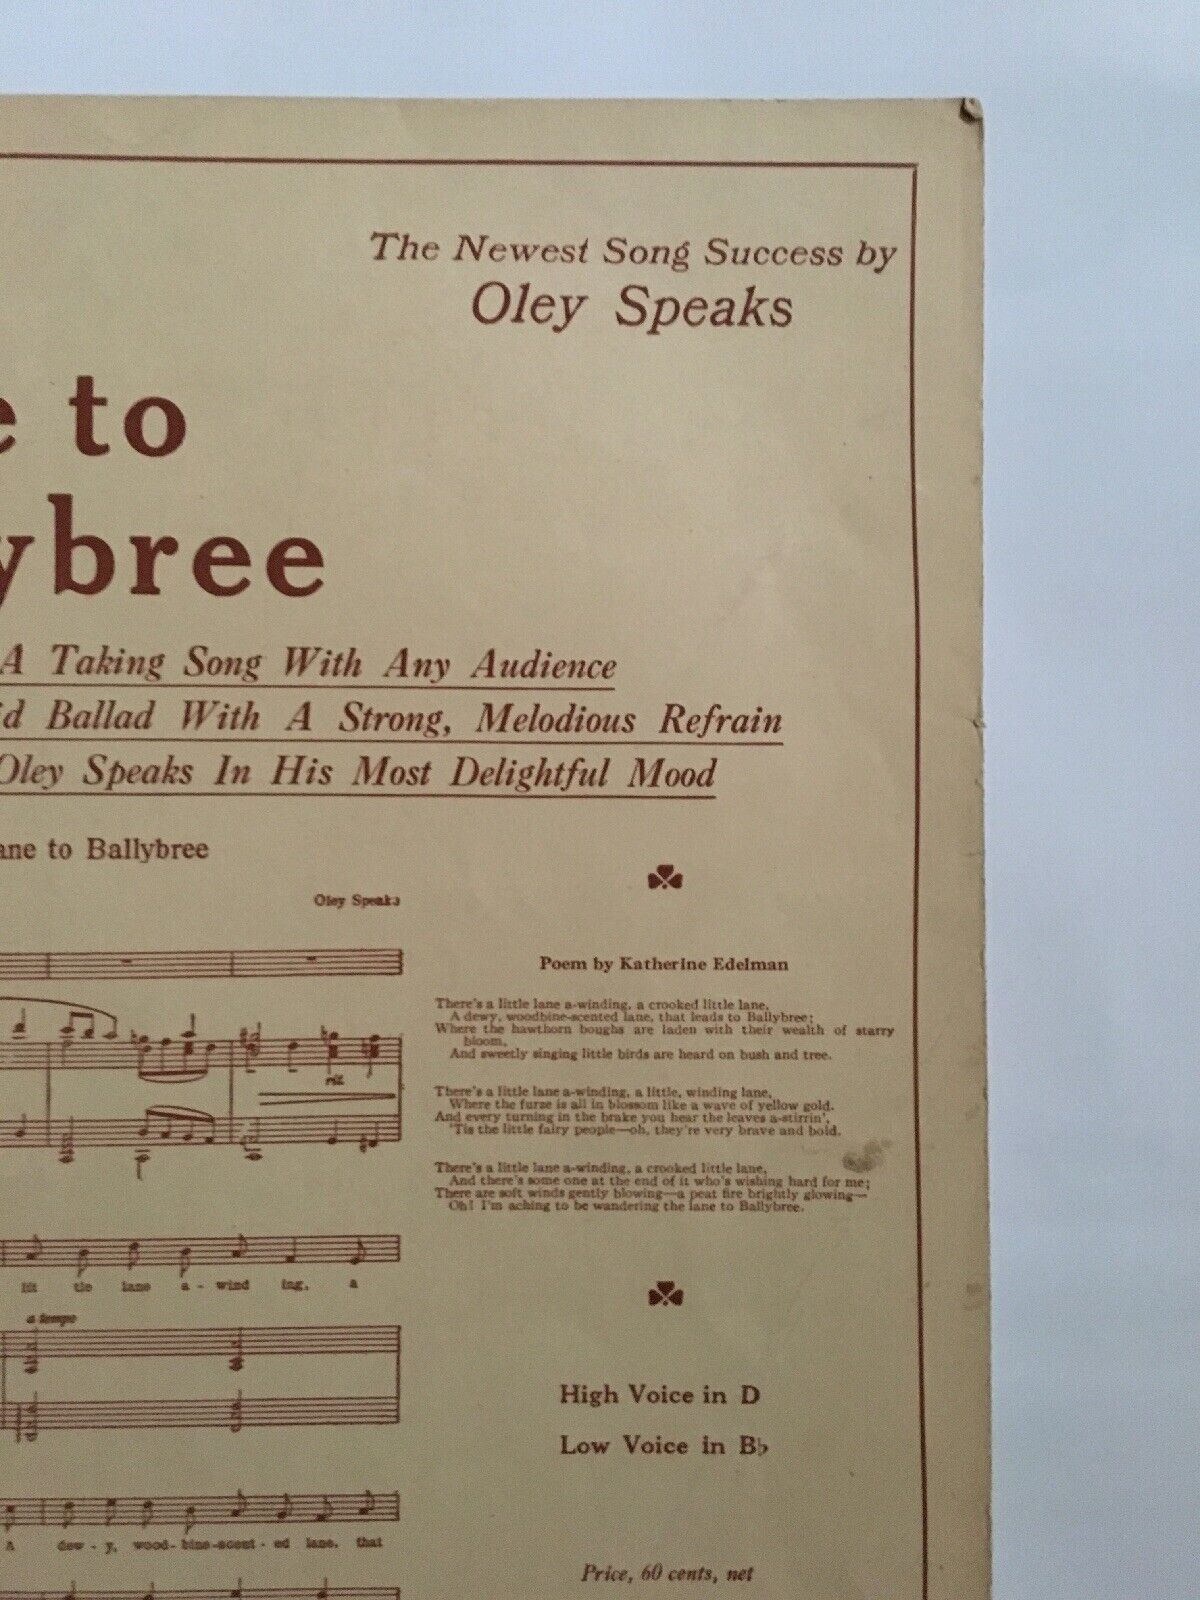 The Newest Song Success by
Oley Speaks
e to
ybree
A Taking Song With Any Audience
id Ballad With A Strong, Melodious Refrain
Oley Speaks In His Most Delightful Mood
ane to Ballybree
Oley Speaks
Poem by Katherine Edelman
There's a little lane a-winding, a crooked little lane,
A dewy, woodbine-scented lane, that leads to Ballybree;
Where the hawthorn boughs are laden with their wealth of starry
bloom,
And sweetly singing little birds are heard on bush and tree.
There's a little lane a-winding, a little, winding lane,
Where the furze is all in blossom like a wave of yellow gold.
And every turning in the brake you hear the leaves a-stirrin',
'Tis the little fairy people—oh, they're very brave and bold.
There's a little lane a-winding, a crooked little lane,
And there's some one at the end of it who's wishing hard for me;
There are soft winds gently blowing—a peat fire brightly glowing—
Oh! I'm aching to be wandering the lane to Ballybree.
rit.
lit tle lane a - wind ing, a
a tempo
A dew - y, wood - bine-scent - ed lane, that
High Voice in D
Low Voice in B♭
Price, 60 cents, net